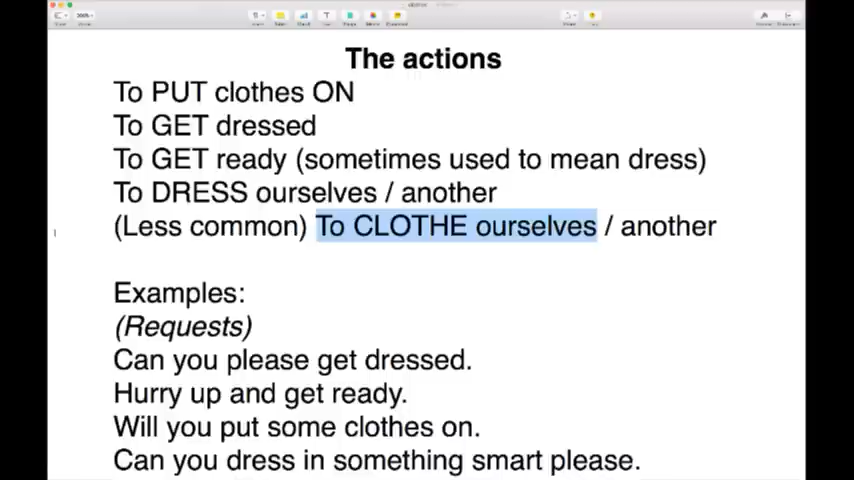 The actions
To PUT clothes ON
To GET dressed
To GET ready (sometimes used to mean dress)
To DRESS ourselves / another
(Less common) To CLOTHE ourselves / another
Examples:
(Requests)
Can you please get dressed.
Hurry up and get ready.
Will you put some clothes on.
Can you dress in something smart please.